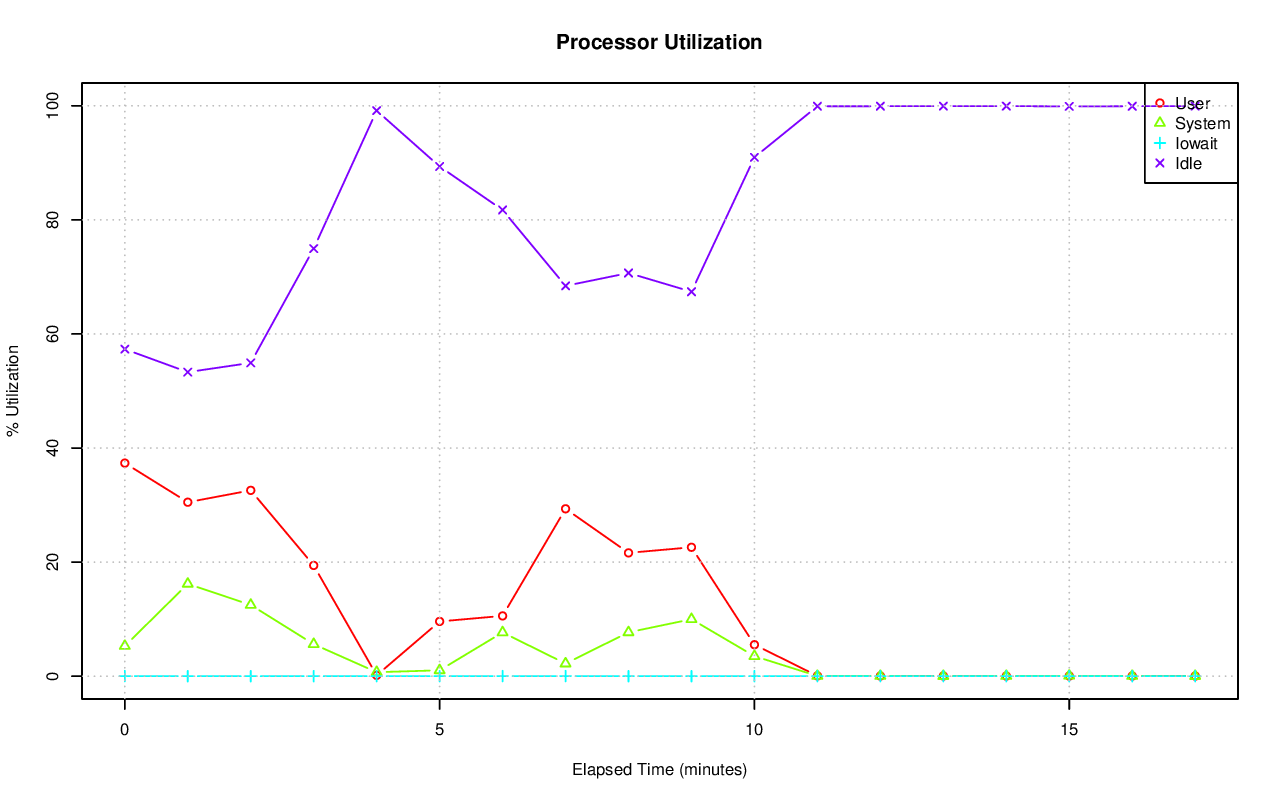 Processor Utilization
100
80
60
40
20
0
% Utilization
User
System
Iowait
Idle
0 5 10 15
Elapsed Time (minutes)